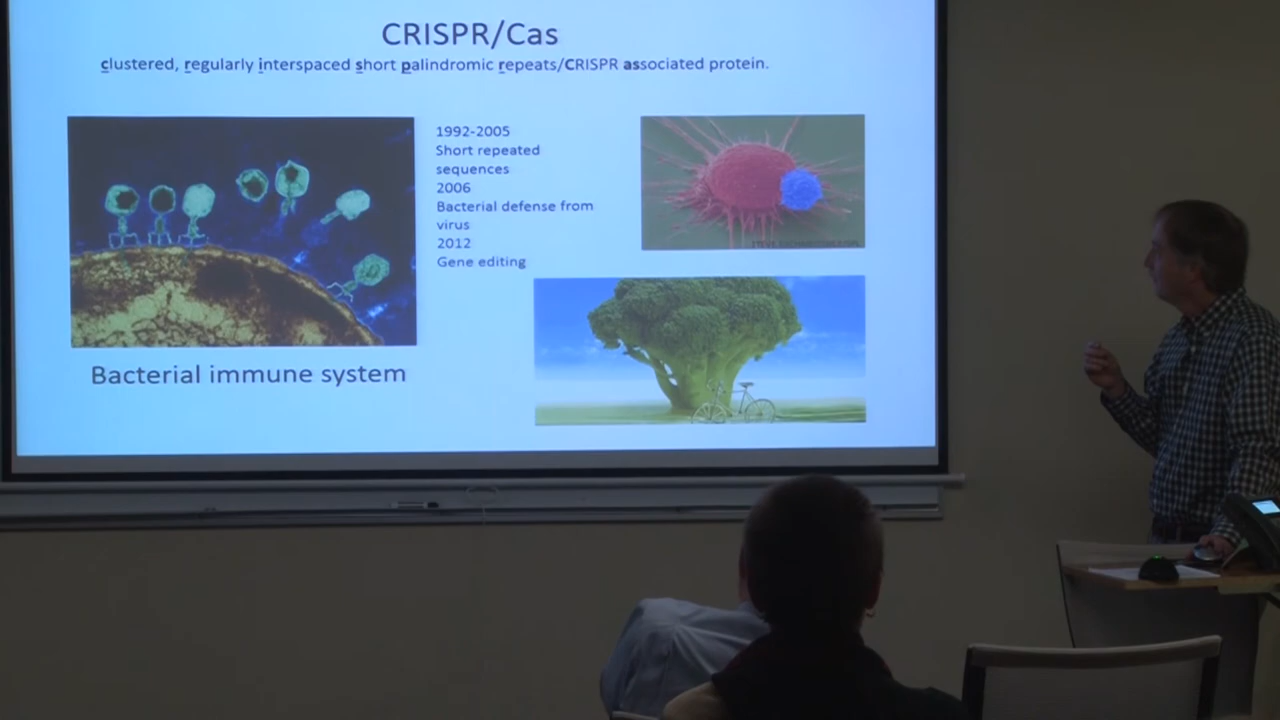 CRISPR/Cas
clustered, regularly interspaced short palindromic repeats/CRISPR associated protein.
1992-2005
Short repeated
sequences
2006
Bacterial defense from
virus
2012
Gene editing
Bacterial immune system